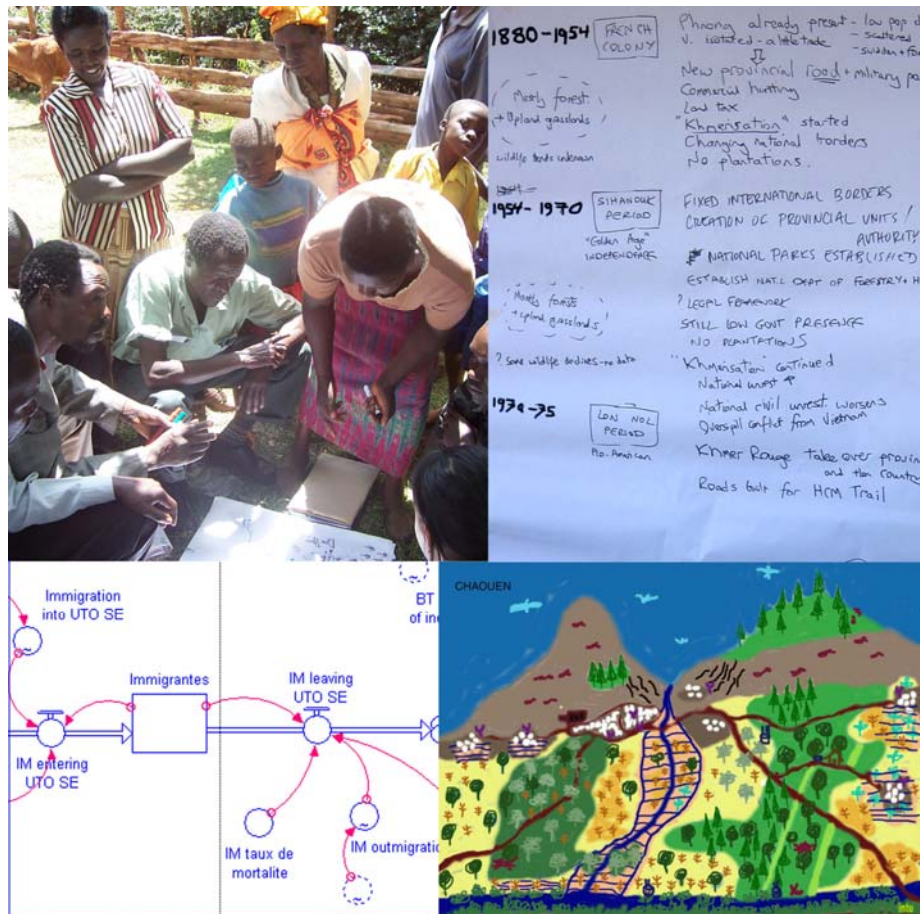 1880-1954
FRENCH
COLONY
Phnong already present - low pop
- scattered
V. isolated - a little trade
New provincial road + military
Commercial hunting
Low tax
"Khmerisation" started
Changing national borders
No plantations.
Mostly forest
+ Upland grasslands
wildlife trends unknown
1954-1970
SIHANOUK
PERIOD
"Golden Age"
INDEPENDENCE
FIXED INTERNATIONAL BORDERS
CREATION OF PROVINCIAL UNITS /
AUTHORITY
NATIONAL PARKS ESTABLISHED
ESTABLISH NAT'L DEPT OF FORESTRY +
? LEGAL FRAMEWORK
STILL LOW GOVT PRESENCE
NO PLANTATIONS
Mostly forest
+ upland grasslands
? some wildlife declines - no data
"Khmerisation" continued
National unrest
1970-75
LON NOL
PERIOD
Pro-American
National civil unrest worsens
Overspill conflict from Vietnam
Khmer Rouge take over
and then
Roads built for HCM Trail
Immigration
into UTO SE
Immigrantes
IM entering
UTO SE
IM leaving
UTO SE
BT
IM taux de
mortalite
IM outmigratio
CHAOUEN